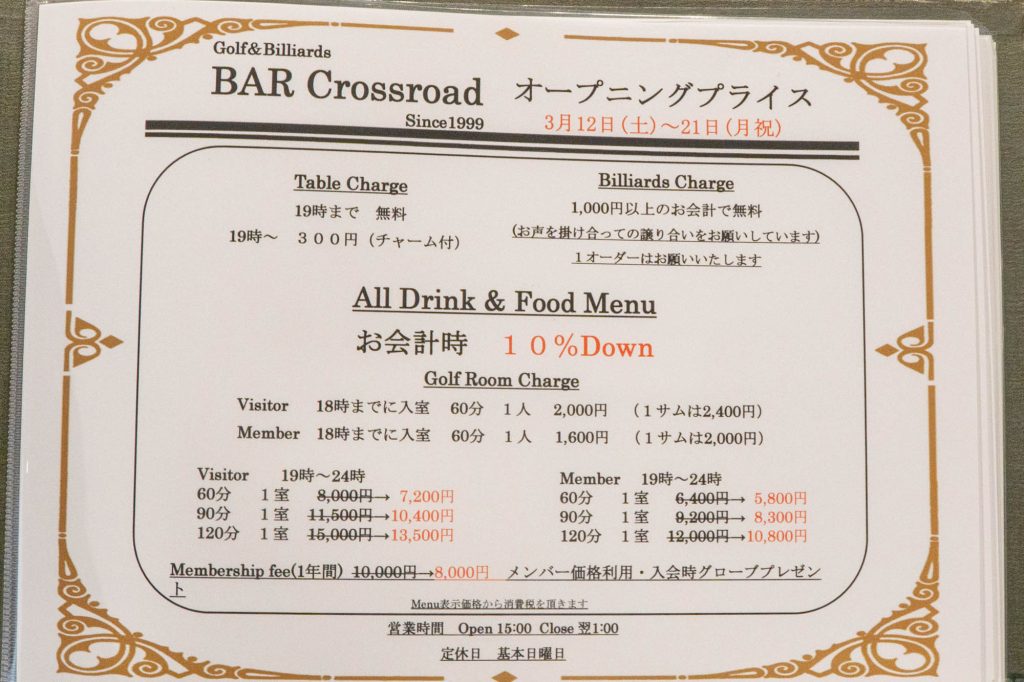 Golf&Billiards
BAR Crossroad オープニングプライス
Since1999 3月12日(土)~21日(月祝)
Table Charge
19時まで 無料
19時~ 300円(チャーム付)
Billiards Charge
1,000円以上のお会計で無料
(お声を掛け合っての譲り合いをお願いしています)
1オーダーはお願いいたします
All Drink & Food Menu
お会計時 10%Down
Golf Room Charge
Visitor 18時までに入室 60分 1人 2,000円 (1サムは2,400円)
Member 18時までに入室 60分 1人 1,600円 (1サムは2,000円)
Visitor 19時~24時
60分 1室 8,000円→ 7,200円
90分 1室 11,500円→10,400円
120分 1室 15,000円→13,500円
Member 19時~24時
60分 1室 6,400円→ 5,800円
90分 1室 9,200円→ 8,300円
120分 1室 12,000円→10,800円
Membership fee(1年間) 10,000円→8,000円 メンバー価格利用・入会時グローブプレゼン
ト
Menu表示価格から消費税を頂きます
営業時間 Open 15:00 Close 翌1:00
定休日 基本日曜日